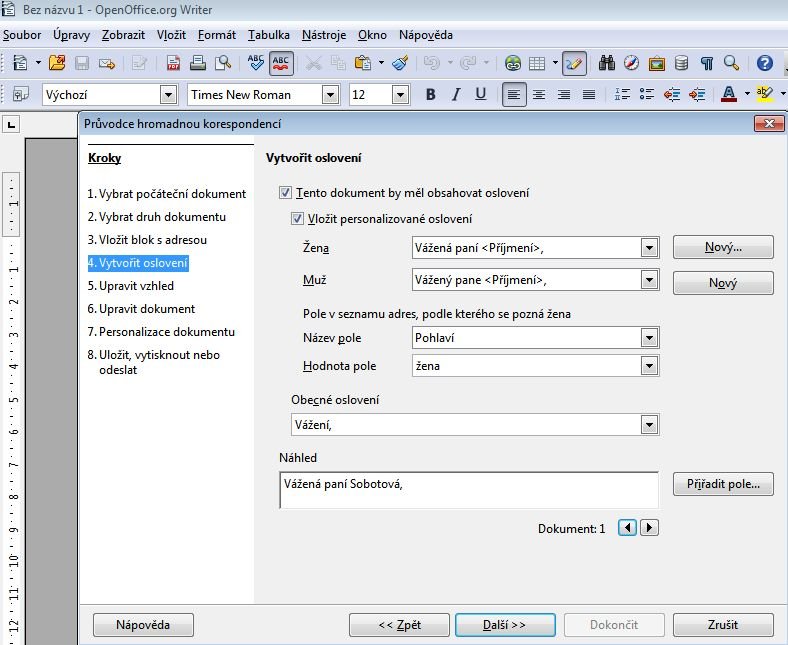 Bez názvu 1 - OpenOffice.org Writer
Soubor Úpravy Zobrazit Vložit Formát Tabulka Nástroje Okno Nápověda
Výchozí Times New Roman 12 B I U
Průvodce hromadnou korespondencí
Kroky
1. Vybrat počáteční dokument
2. Vybrat druh dokumentu
3. Vložit blok s adresou
4. Vytvořit oslovení
5. Upravit vzhled
6. Upravit dokument
7. Personalizace dokumentu
8. Uložit, vytisknout nebo
odeslat
Vytvořit oslovení
Tento dokument by měl obsahovat oslovení
Vložit personalizované oslovení
Žena Vážená paní <Příjmení>, Nový...
Muž Vážený pane <Příjmení>, Nový
Pole v seznamu adres, podle kterého se pozná žena
Název pole Pohlaví
Hodnota pole žena
Obecné oslovení
Vážení,
Náhled
Vážená paní Sobotová, Přiřadit pole...
Dokument: 1
Nápověda << Zpět Další >> Dokončit Zrušit